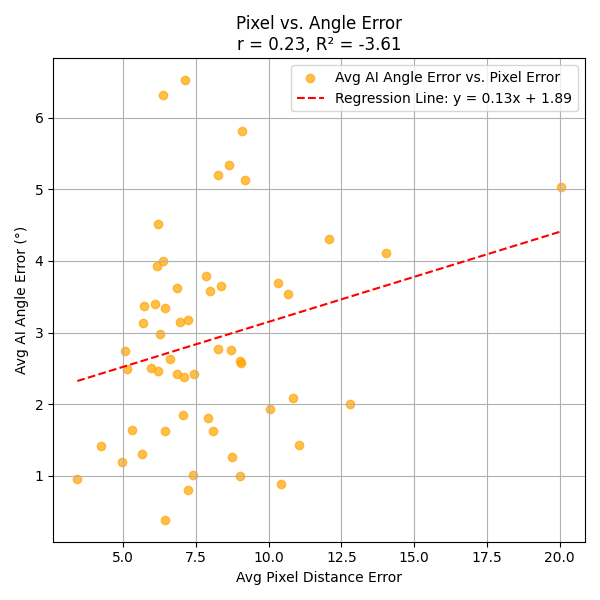 Pixel vs. Angle Error
r = 0.23, R² = -3.61
Avg AI Angle Error vs. Pixel Error
Regression Line: y = 0.13x + 1.89
6
5
4
3
2
1
Avg AI Angle Error (°)
5.0 7.5 10.0 12.5 15.0 17.5 20.0
Avg Pixel Distance Error